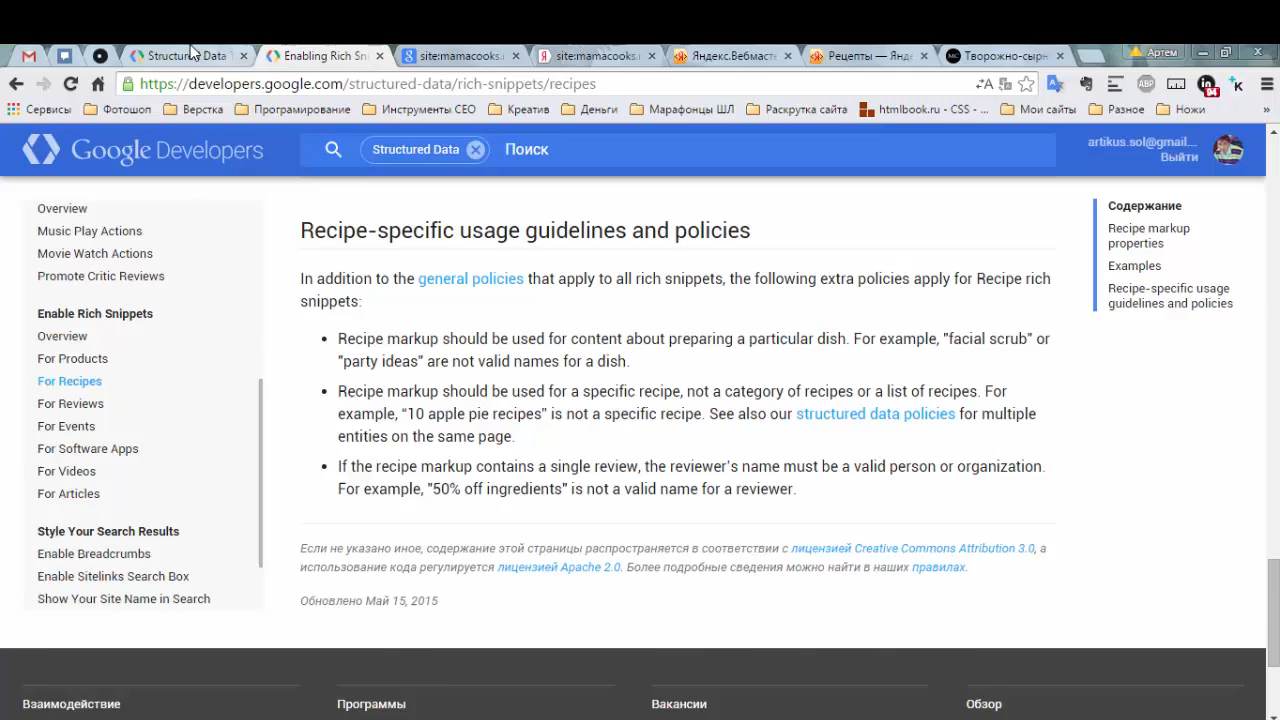 Structured Data T
Enabling Rich Sni
site:mamacooks.
site:mamacooks.r
Яндекс.Вебмасте
Рецепты — Янде
Творожно-сырн
Артем
https://developers.google.com/structured-data/rich-snippets/recipes
Сервисы
Фотошоп
Верстка
Програмирование
Инструменты СЕО
Креатив
Деньги
Марафонцы ШЛ
Раскрутка сайта
htmlbook.ru - CSS - ...
Мои сайты
Разное
Ножи
»
Google Developers
Structured Data
Поиск
artikus.sol@gmail....
Выйти
Overview
Music Play Actions
Movie Watch Actions
Promote Critic Reviews
Enable Rich Snippets
Overview
For Products
For Recipes
For Reviews
For Events
For Software Apps
For Videos
For Articles
Style Your Search Results
Enable Breadcrumbs
Enable Sitelinks Search Box
Show Your Site Name in Search
Recipe-specific usage guidelines and policies
In addition to the general policies that apply to all rich snippets, the following extra policies apply for Recipe rich
snippets:
• Recipe markup should be used for content about preparing a particular dish. For example, "facial scrub" or
"party ideas" are not valid names for a dish.
• Recipe markup should be used for a specific recipe, not a category of recipes or a list of recipes. For
example, “10 apple pie recipes” is not a specific recipe. See also our structured data policies for multiple
entities on the same page.
• If the recipe markup contains a single review, the reviewer’s name must be a valid person or organization.
For example, "50% off ingredients" is not a valid name for a reviewer.
Если не указано иное, содержание этой страницы распространяется в соответствии с лицензией Creative Commons Attribution 3.0, а
использование кода регулируется лицензией Apache 2.0. Более подробные сведения можно найти в наших правилах.
Обновлено Май 15, 2015
Содержание
Recipe markup
properties
Examples
Recipe-specific usage
guidelines and policies
Взаимодействие
Программы
Вакансии
Обзор